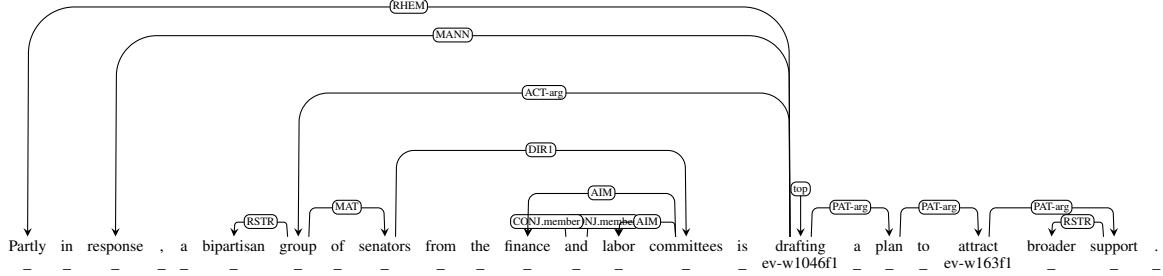 RHEM
MANN
ACT-arg
DIR1
AIM
top
RSTR MAT CONJ.member NJ.membe AIM PAT-arg PAT-arg PAT-arg RSTR
Partly in response , a bipartisan group of senators from the finance and labor committees is drafting a plan to attract broader support .
_ _ _ _ _ _ _ _ _ _ _ _ _ _ _ _ ev-w1046f1 _ _ _ ev-w163f1 _ _ _